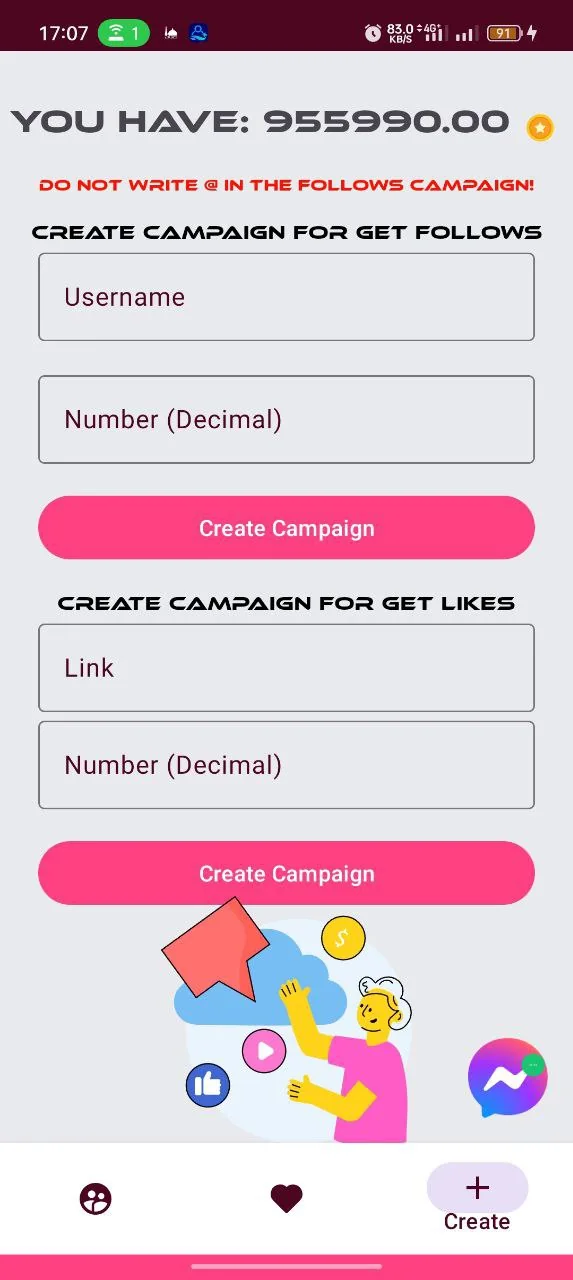 17:07 1 83.0 KB/S 4G+ 91
YOU HAVE: 955990.00
DO NOT WRITE @ IN THE FOLLOWS CAMPAIGN!
CREATE CAMPAIGN FOR GET FOLLOWS
Username
Number (Decimal)
Create Campaign
CREATE CAMPAIGN FOR GET LIKES
Link
Number (Decimal)
Create Campaign
$
Create